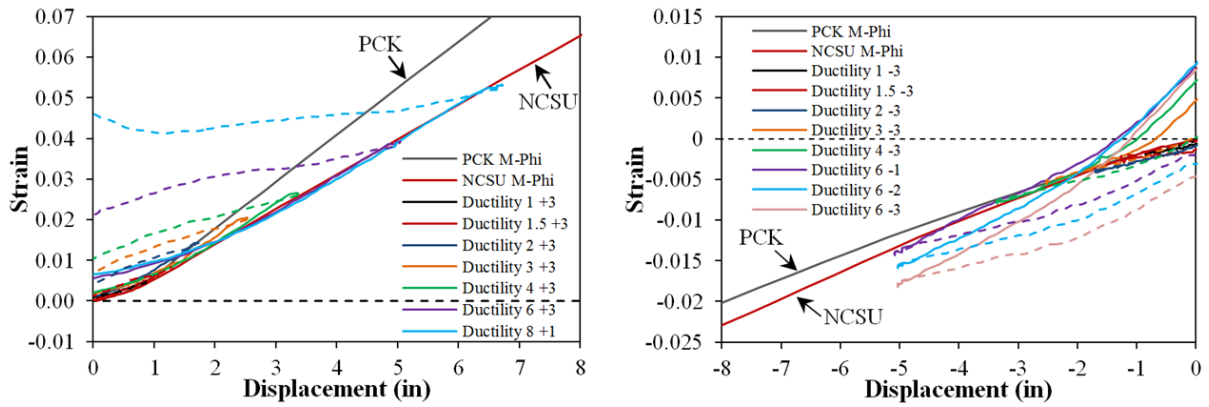 0.07
0.06
0.05
0.04
0.03
0.02
0.01
0.00
-0.01
Strain
PCK
NCSU
PCK M-Phi
NCSU M-Phi
Ductility 1 +3
Ductility 1.5 +3
Ductility 2 +3
Ductility 3 +3
Ductility 4 +3
Ductility 6 +3
Ductility 8 +1
0 1 2 3 4 5 6 7 8
Displacement (in)
0.015
0.010
0.005
0
-0.005
-0.010
-0.015
-0.020
-0.025
Strain
PCK M-Phi
NCSU M-Phi
Ductility 1 -3
Ductility 1.5 -3
Ductility 2 -3
Ductility 3 -3
Ductility 4 -3
Ductility 6 -1
Ductility 6 -2
Ductility 6 -3
PCK
NCSU
-8 -7 -6 -5 -4 -3 -2 -1 0
Displacement (in)